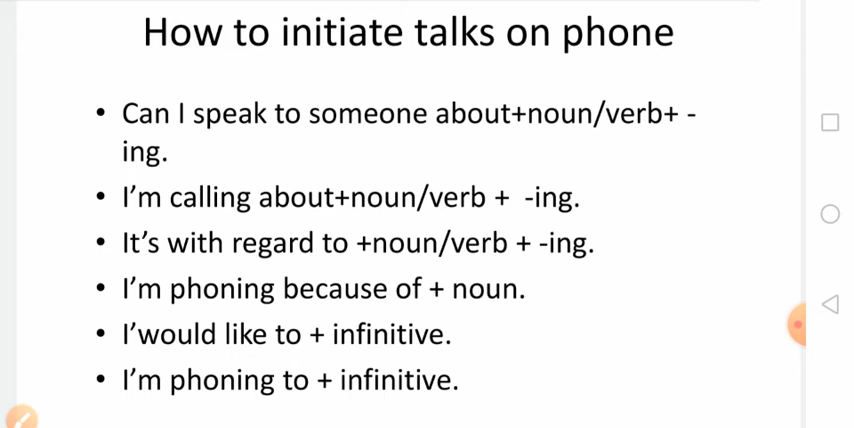 How to initiate talks on phone
• Can I speak to someone about+noun/verb+ -
ing.
• I'm calling about+noun/verb + -ing.
• It's with regard to +noun/verb + -ing.
• I'm phoning because of + noun.
• I'would like to + infinitive.
• I'm phoning to + infinitive.